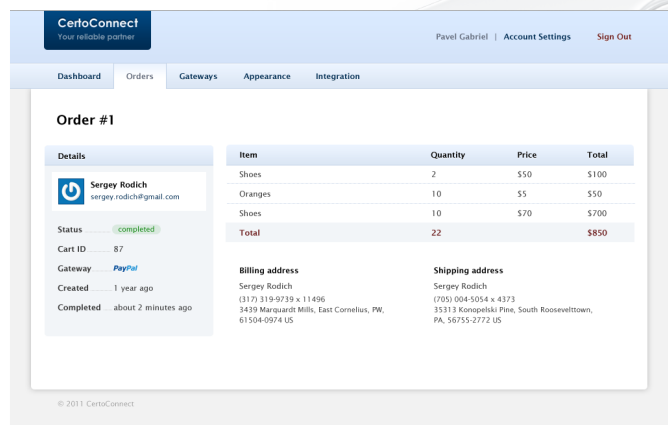 CertoConnect
Your reliable partner
Pavel Gabriel | Account Settings Sign Out
Dashboard Orders Gateways Appearance Integration
Order #1
Details
Sergey Rodich
sergey.rodich@gmail.com
Status completed
Cart ID 87
Gateway PayPal
Created 1 year ago
Completed about 2 minutes ago
Item Quantity Price Total
Shoes 2 $50 $100
Oranges 10 $5 $50
Shoes 10 $70 $700
Total 22 $850
Billing address
Sergey Rodich
(317) 319-9739 x 11496
3439 Marquardt Mills, East Cornelius, PW,
61504-0974 US
Shipping address
Sergey Rodich
(705) 004-5054 x 4373
35313 Konopelski Pine, South Roosevelttown,
PA, 56755-2772 US
© 2011 CertoConnect